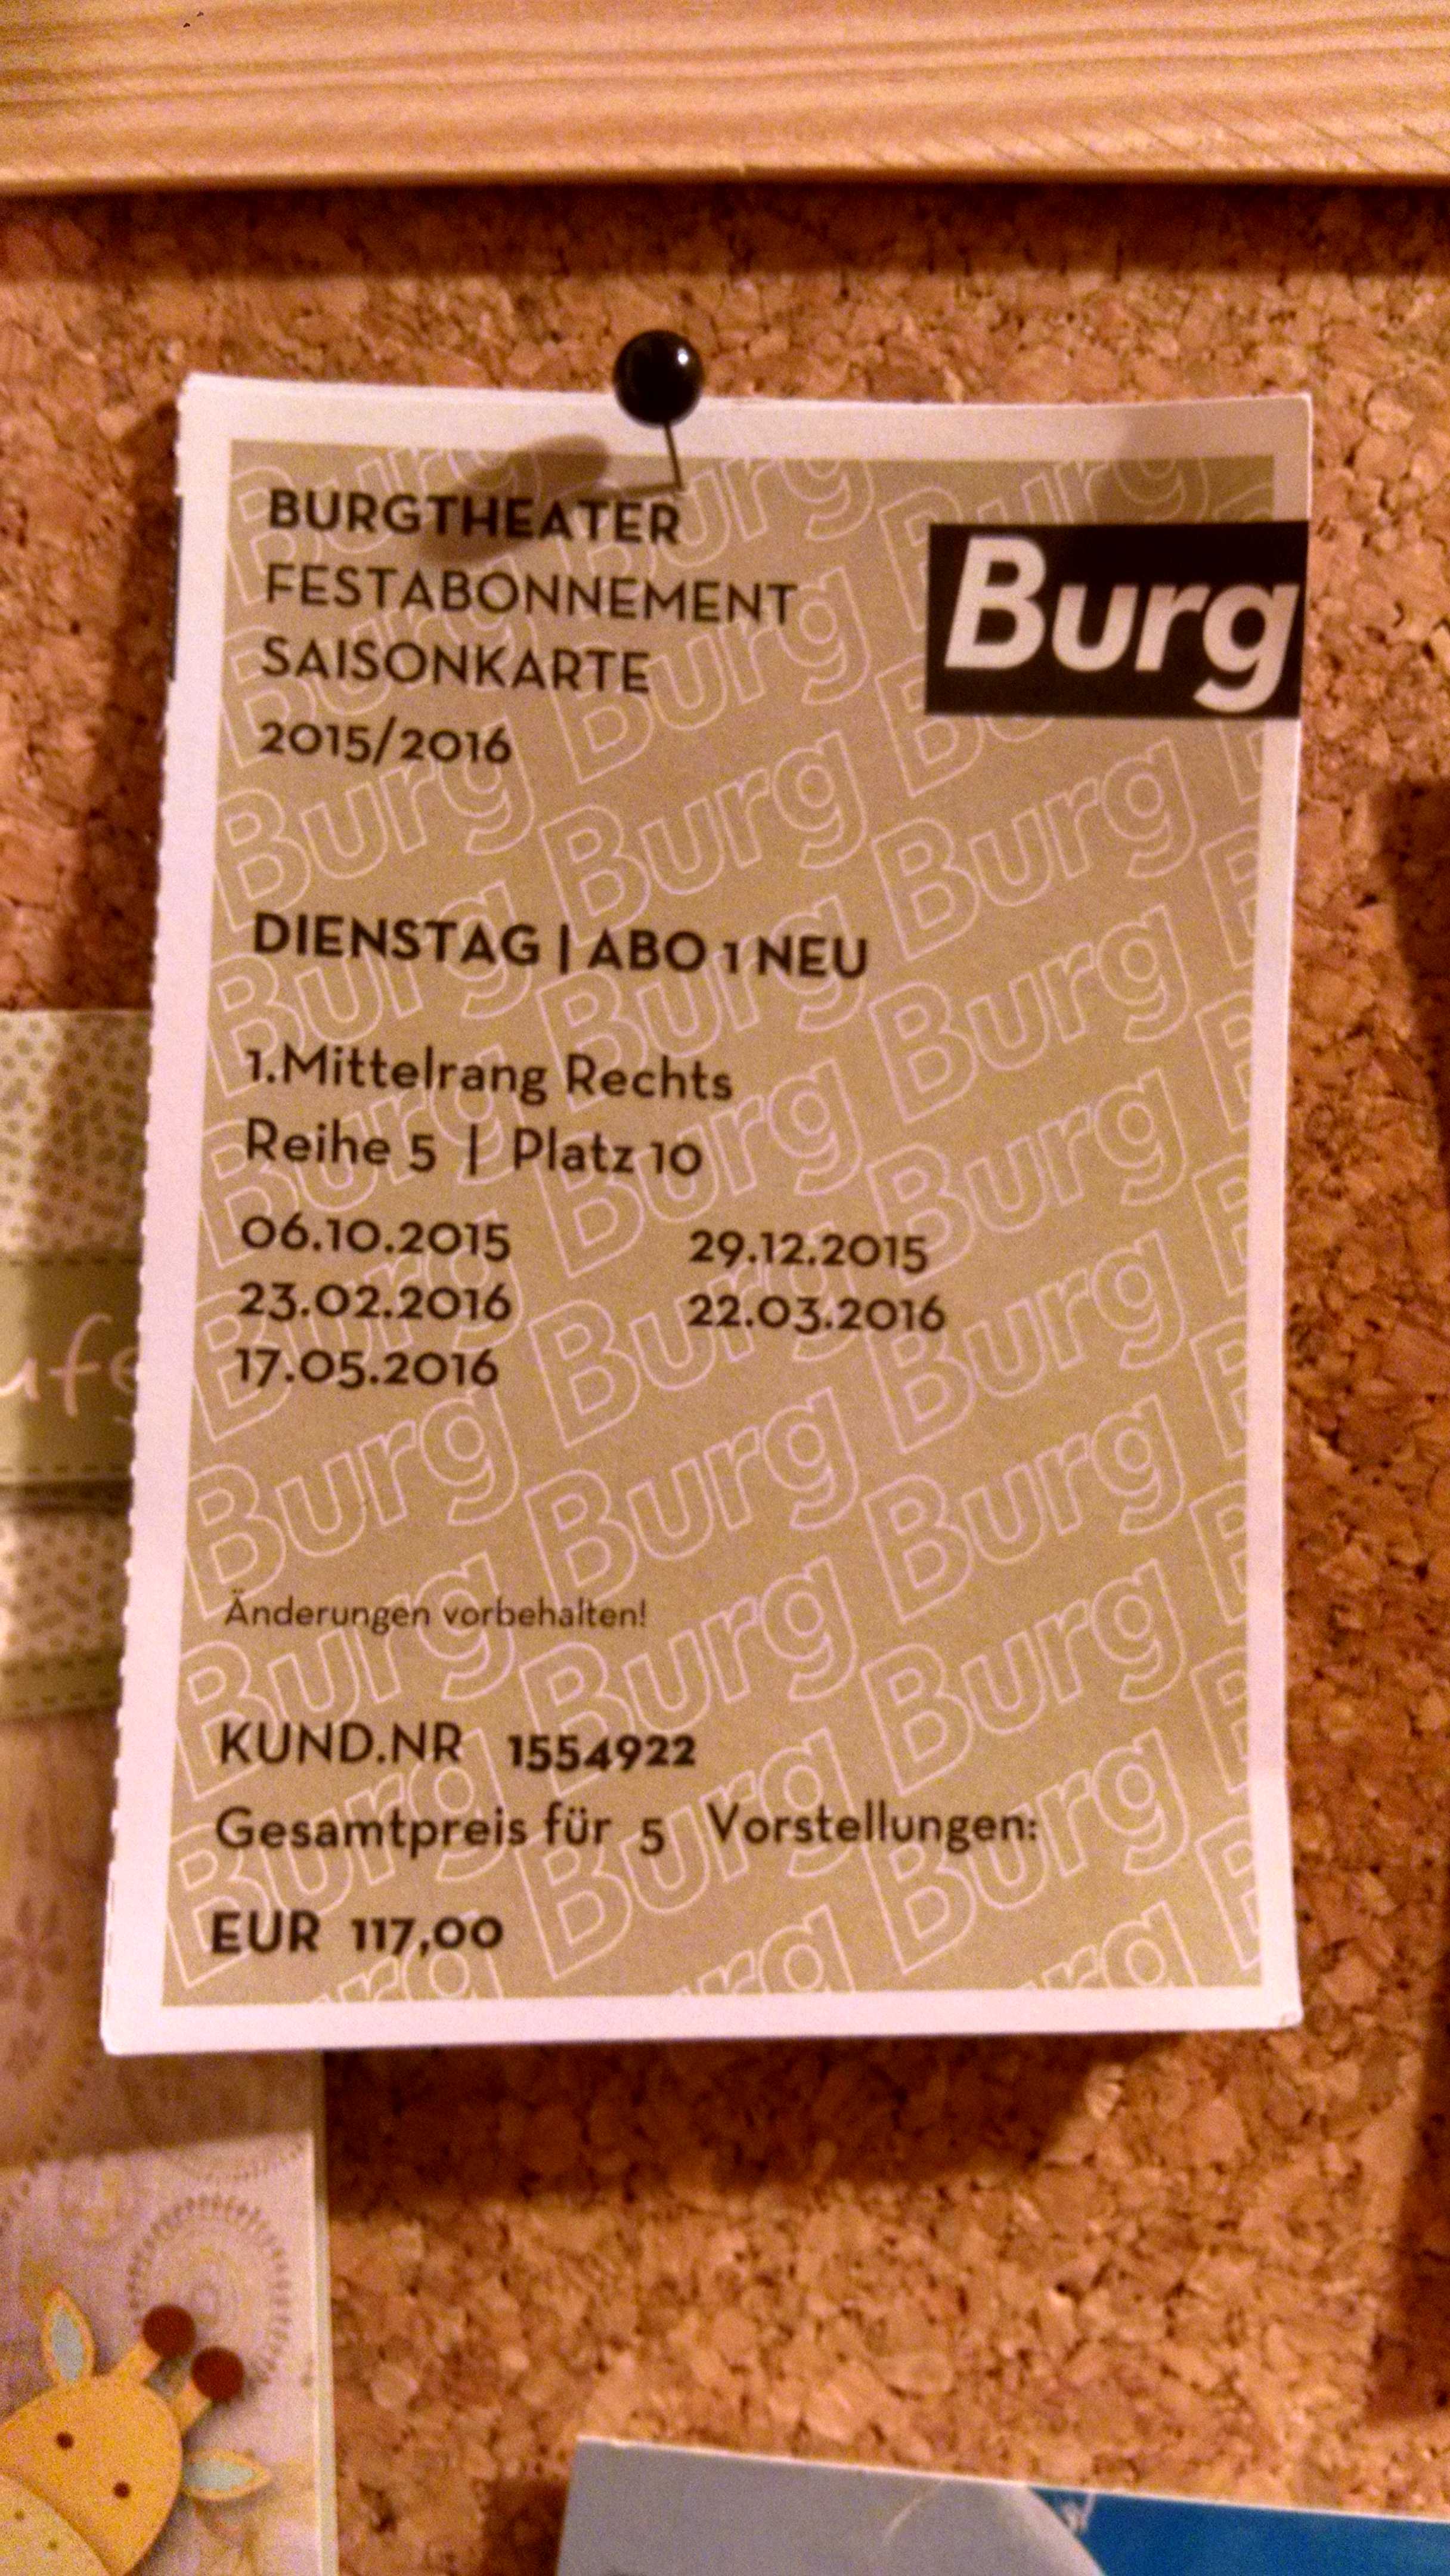 BURGTHEATER
FESTABONNEMENT
SAISONKARTE
2015/2016
Burg
DIENSTAG | ABO 1 NEU
1.Mittelrang Rechts
Reihe 5 | Platz 10
06.10.2015 29.12.2015
23.02.2016 22.03.2016
17.05.2016
Änderungen vorbehalten!
KUND.NR 1554922
Gesamtpreis für 5 Vorstellungen:
EUR 117,00